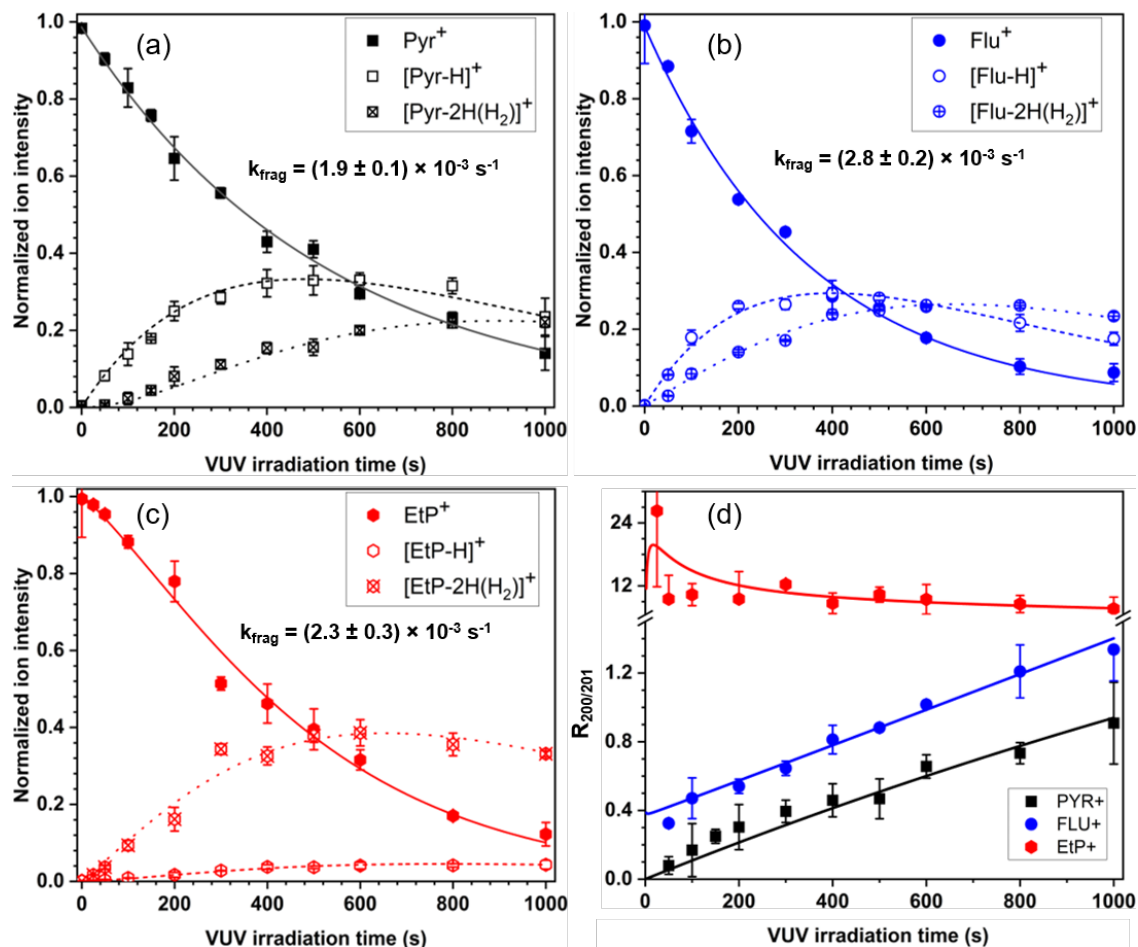 (a)
Pyr⁺
[Pyr-H]⁺
[Pyr-2H(H₂)]⁺
k_frag = (1.9 ± 0.1) × 10⁻³ s⁻¹
Normalized ion intensity
1.0
0.8
0.6
0.4
0.2
0.0
0 200 400 600 800 1000
VUV irradiation time (s)
(b)
Flu⁺
[Flu-H]⁺
[Flu-2H(H₂)]⁺
k_frag = (2.8 ± 0.2) × 10⁻³ s⁻¹
Normalized ion intensity
1.0
0.8
0.6
0.4
0.2
0.0
0 200 400 600 800 1000
VUV irradiation time (s)
(c)
EtP⁺
[EtP-H]⁺
[EtP-2H(H₂)]⁺
k_frag = (2.3 ± 0.3) × 10⁻³ s⁻¹
Normalized ion intensity
1.0
0.8
0.6
0.4
0.2
0.0
0 200 400 600 800 1000
VUV irradiation time (s)
(d)
R₂₀₀/₂₀₁
24
12
1.2
0.8
0.4
0.0
PYR+
FLU+
EtP+
0 200 400 600 800 1000
VUV irradiation time (s)